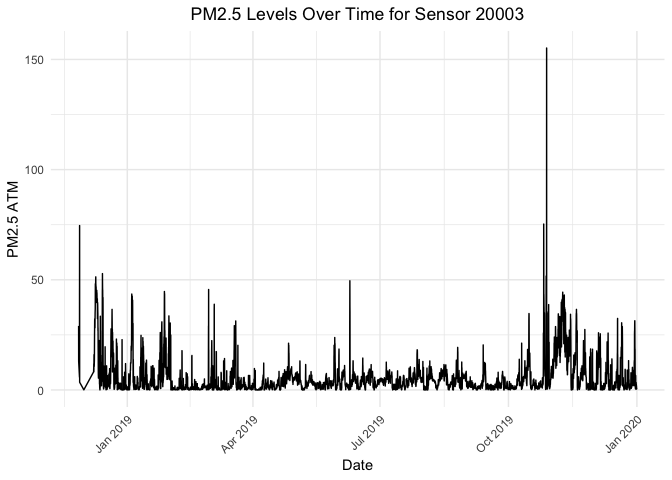 PM2.5 Levels Over Time for Sensor 20003
150
100
50
0
PM2.5 ATM
Jan 2019
Apr 2019
Jul 2019
Oct 2019
Jan 2020
Date